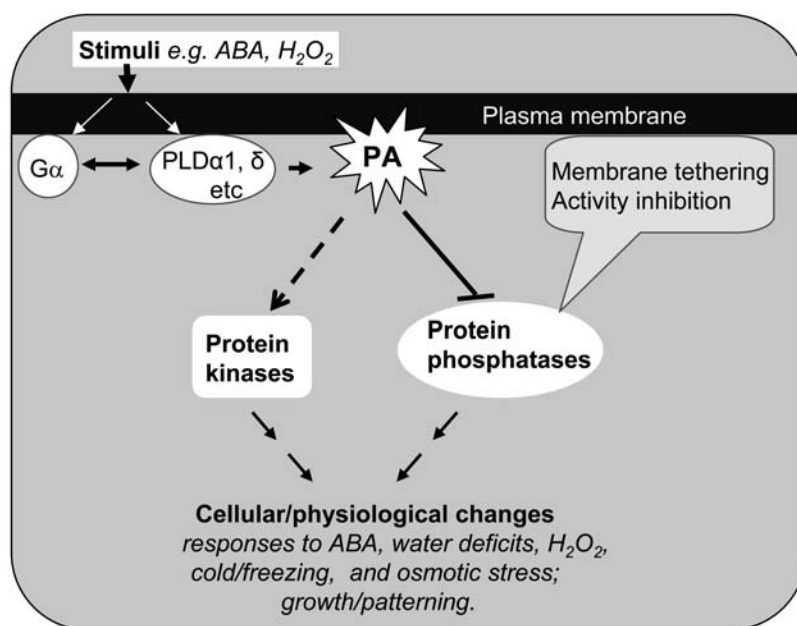 Stimuli e.g. ABA, H₂O₂
Plasma membrane
Gα
PLDα1, δ
etc
PA
Membrane tethering
Activity inhibition
Protein
kinases
Protein
phosphatases
Cellular/physiological changes
responses to ABA, water deficits, H₂O₂,
cold/freezing, and osmotic stress;
growth/patterning.